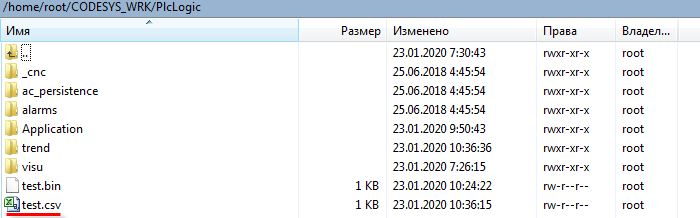 /home/root/CODESYS_WRK/PlcLogic
Имя Размер Изменено Права Владел...
.. 23.01.2020 7:30:43 rwxr-xr-x root
_cnc 25.06.2018 4:45:54 rwxr-xr-x root
ac_persistence 25.06.2018 4:45:54 rwxr-xr-x root
alarms 25.06.2018 4:45:54 rwxr-xr-x root
Application 23.01.2020 9:50:43 rwxr-xr-x root
trend 23.01.2020 10:36:36 rwxr-xr-x root
visu 23.01.2020 7:26:15 rwxr-xr-x root
test.bin 1 KB 23.01.2020 10:24:22 rw-r--r-- root
test.csv 1 KB 23.01.2020 10:36:15 rw-r--r-- root